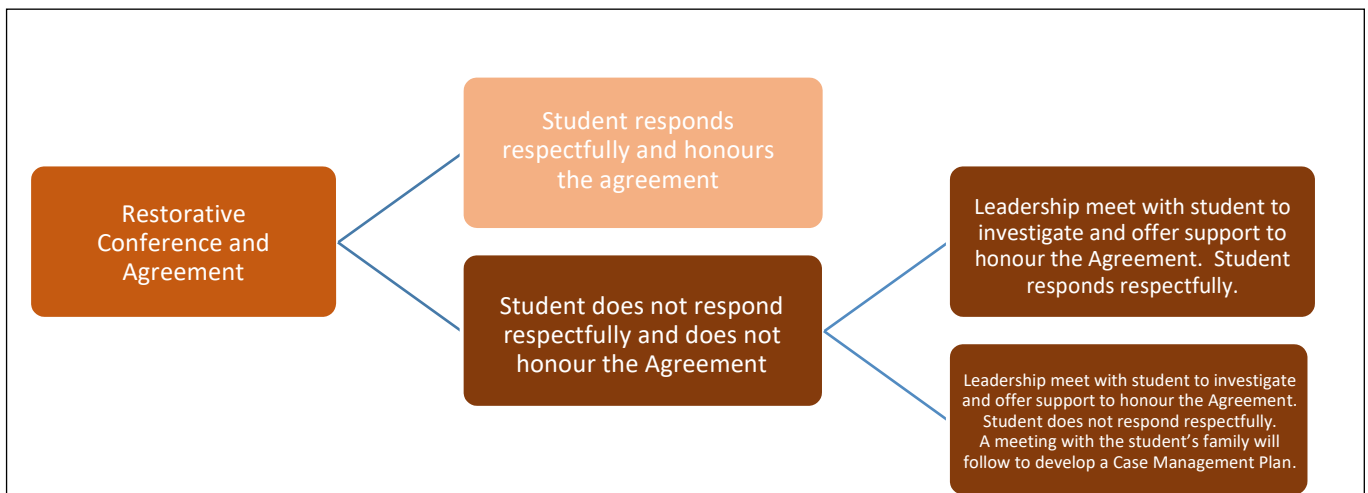 Restorative
Conference and
Agreement
Student responds
respectfully and honours
the agreement
Student does not respond
respectfully and does not
honour the Agreement
Leadership meet with student to
investigate and offer support to
honour the Agreement.  Student
responds respectfully.
Leadership meet with student to investigate
and offer support to honour the Agreement.
Student does not respond respectfully.
A meeting with the student’s family will
follow to develop a Case Management Plan.